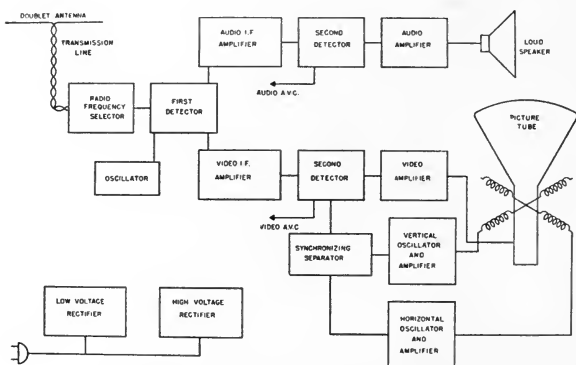 DOUBLET ANTENNA
TRANSMISSION
LINE
RADIO
FREQUENCY
SELECTOR
FIRST
DETECTOR
OSCILLATOR
AUDIO I.F.
AMPLIFIER
SECOND
DETECTOR
AUDIO
AMPLIFIER
LOUD
SPEAKER
AUDIO A.V.C.
PICTURE
TUBE
VIDEO I.F.
AMPLIFIER
SECOND
DETECTOR
VIDEO
AMPLIFIER
VIDEO A.V.C
SYNCHRONIZING
SEPARATOR
VERTICAL
OSCILLATOR
AND
AMPLIFIER
LOW VOLTAGE
RECTIFIER
HIGH VOLTAGE
RECTIFIER
HORIZONTAL
OSCILLATOR
AND
AMPLIFIER